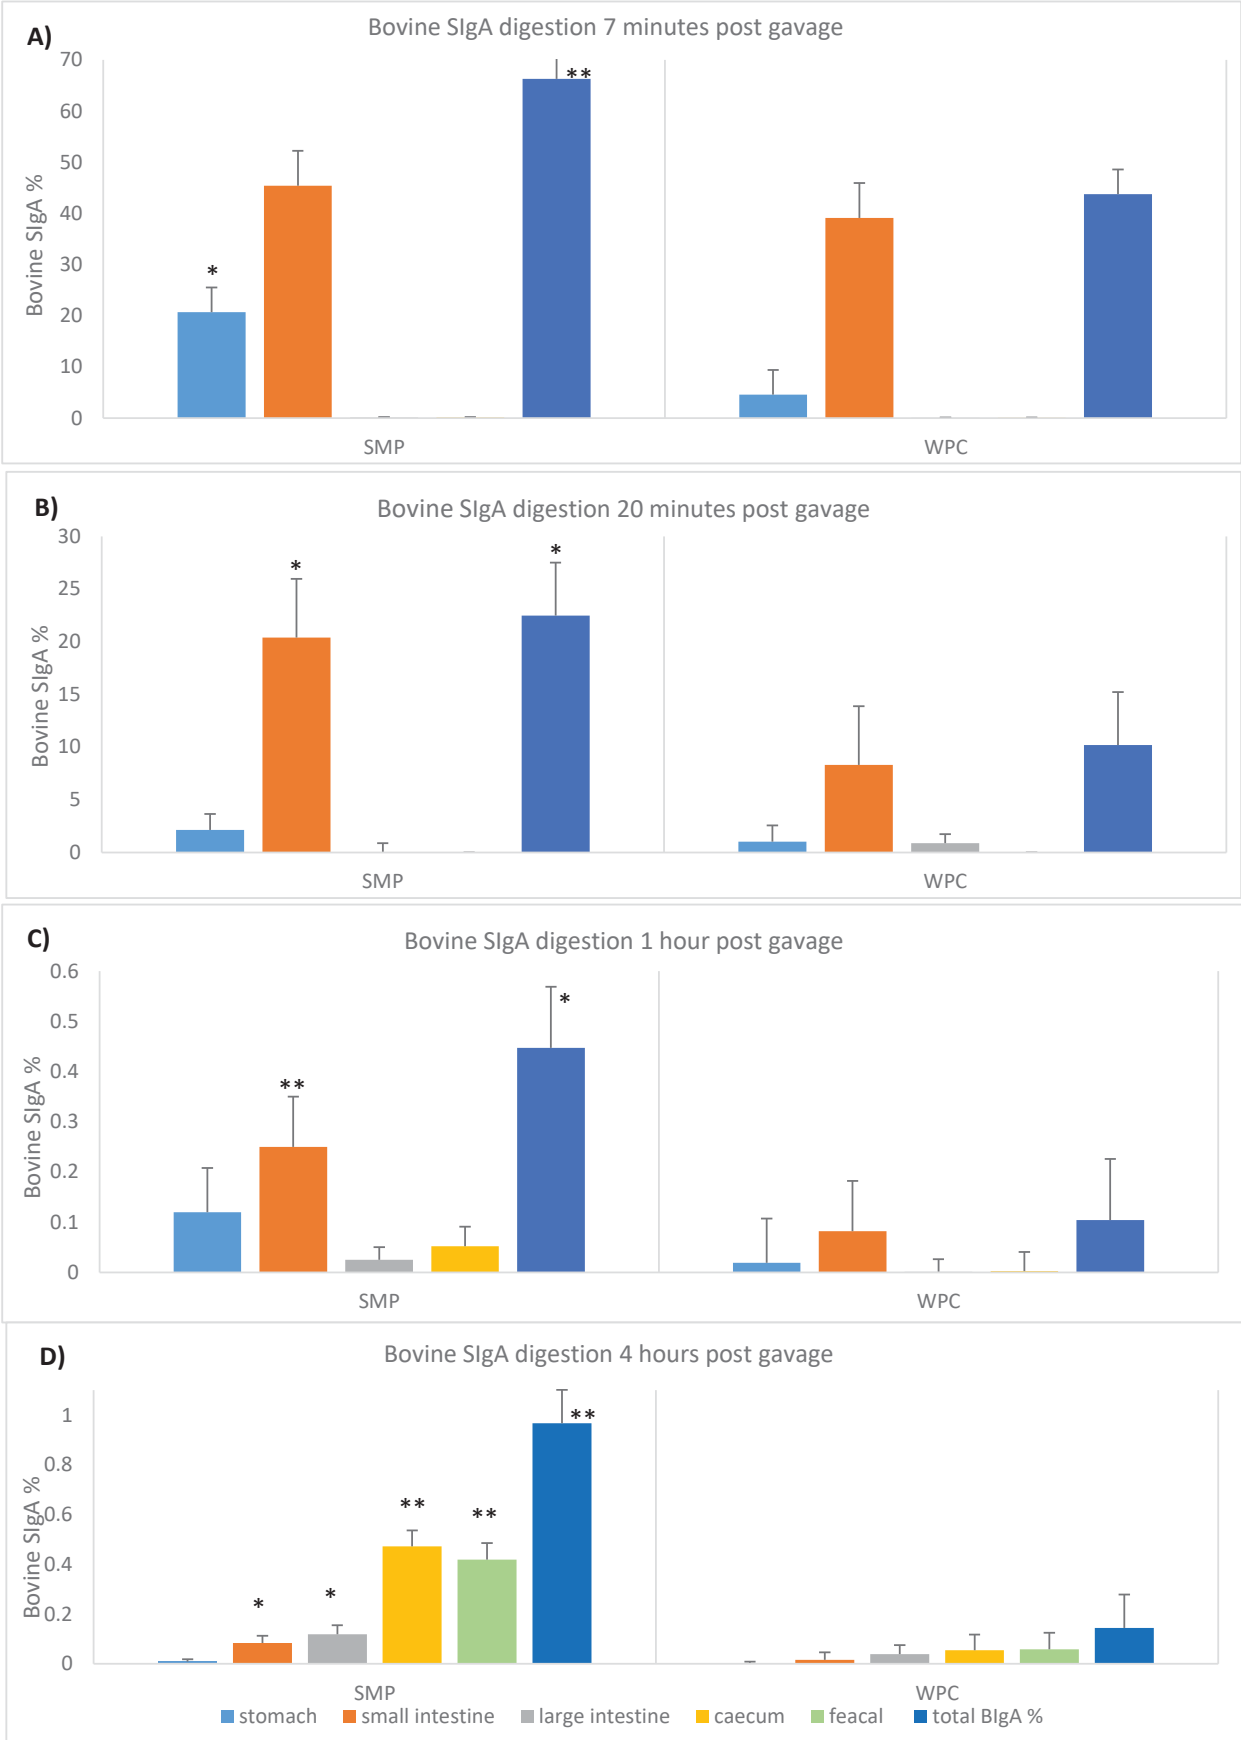 A)
Bovine SIgA digestion 7 minutes post gavage
Bovine SIgA %
70
60
50
40
30
20
10
0
*
**
SMP
WPC
B)
Bovine SIgA digestion 20 minutes post gavage
Bovine SIgA %
30
25
20
15
10
5
0
*
*
SMP
WPC
C)
Bovine SIgA digestion 1 hour post gavage
Bovine SIgA %
0.6
0.5
0.4
0.3
0.2
0.1
0
**
*
SMP
WPC
D)
Bovine SIgA digestion 4 hours post gavage
Bovine SIgA %
1
0.8
0.6
0.4
0.2
0
*
*
**
**
**
SMP
WPC
stomach small intestine large intestine caecum feacal total BIgA %